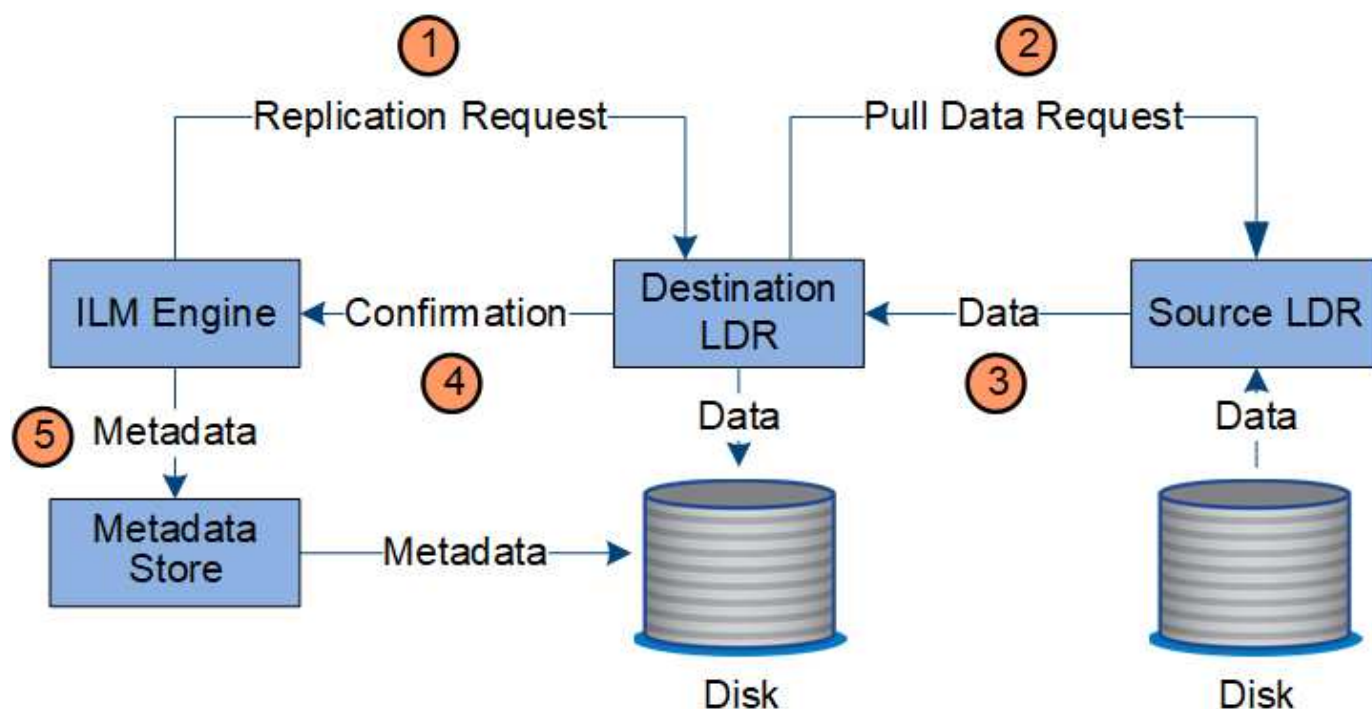 1
2
Replication Request
Pull Data Request
ILM Engine
Confirmation
Destination
LDR
Data
Source LDR
4
3
5
Metadata
Data
Data
Metadata
Store
Metadata
Disk
Disk